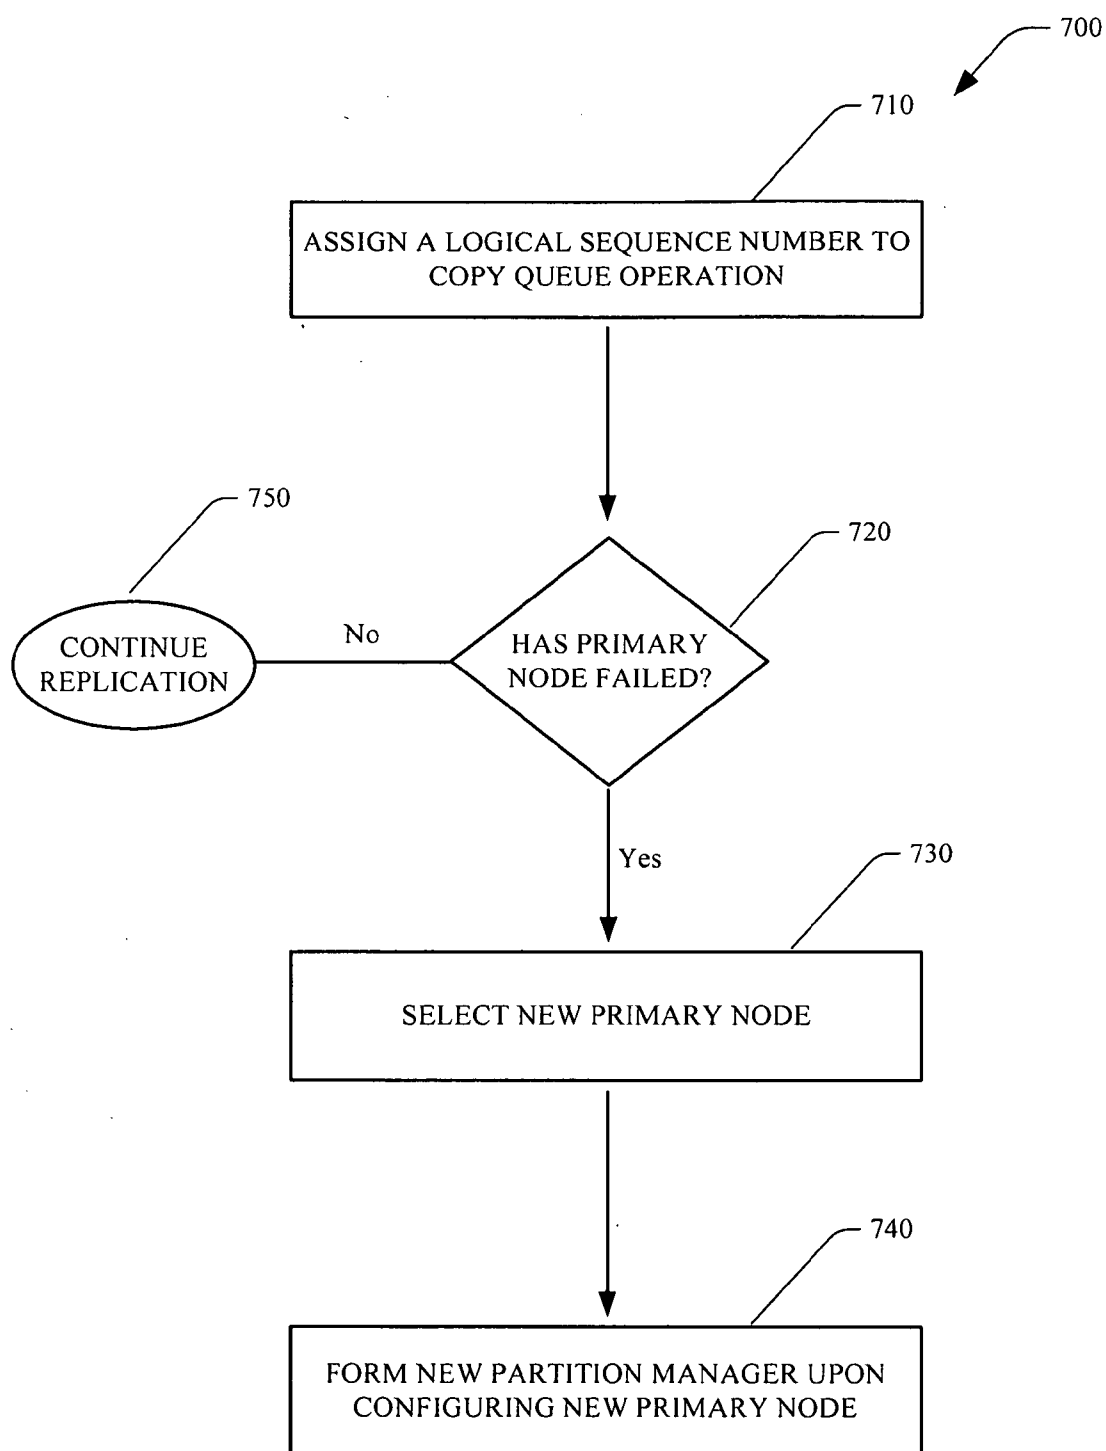 700
710
ASSIGN A LOGICAL SEQUENCE NUMBER TO
COPY QUEUE OPERATION
750
720
No
CONTINUE
REPLICATION
HAS PRIMARY
NODE FAILED?
Yes
730
SELECT NEW PRIMARY NODE
740
FORM NEW PARTITION MANAGER UPON
CONFIGURING NEW PRIMARY NODE